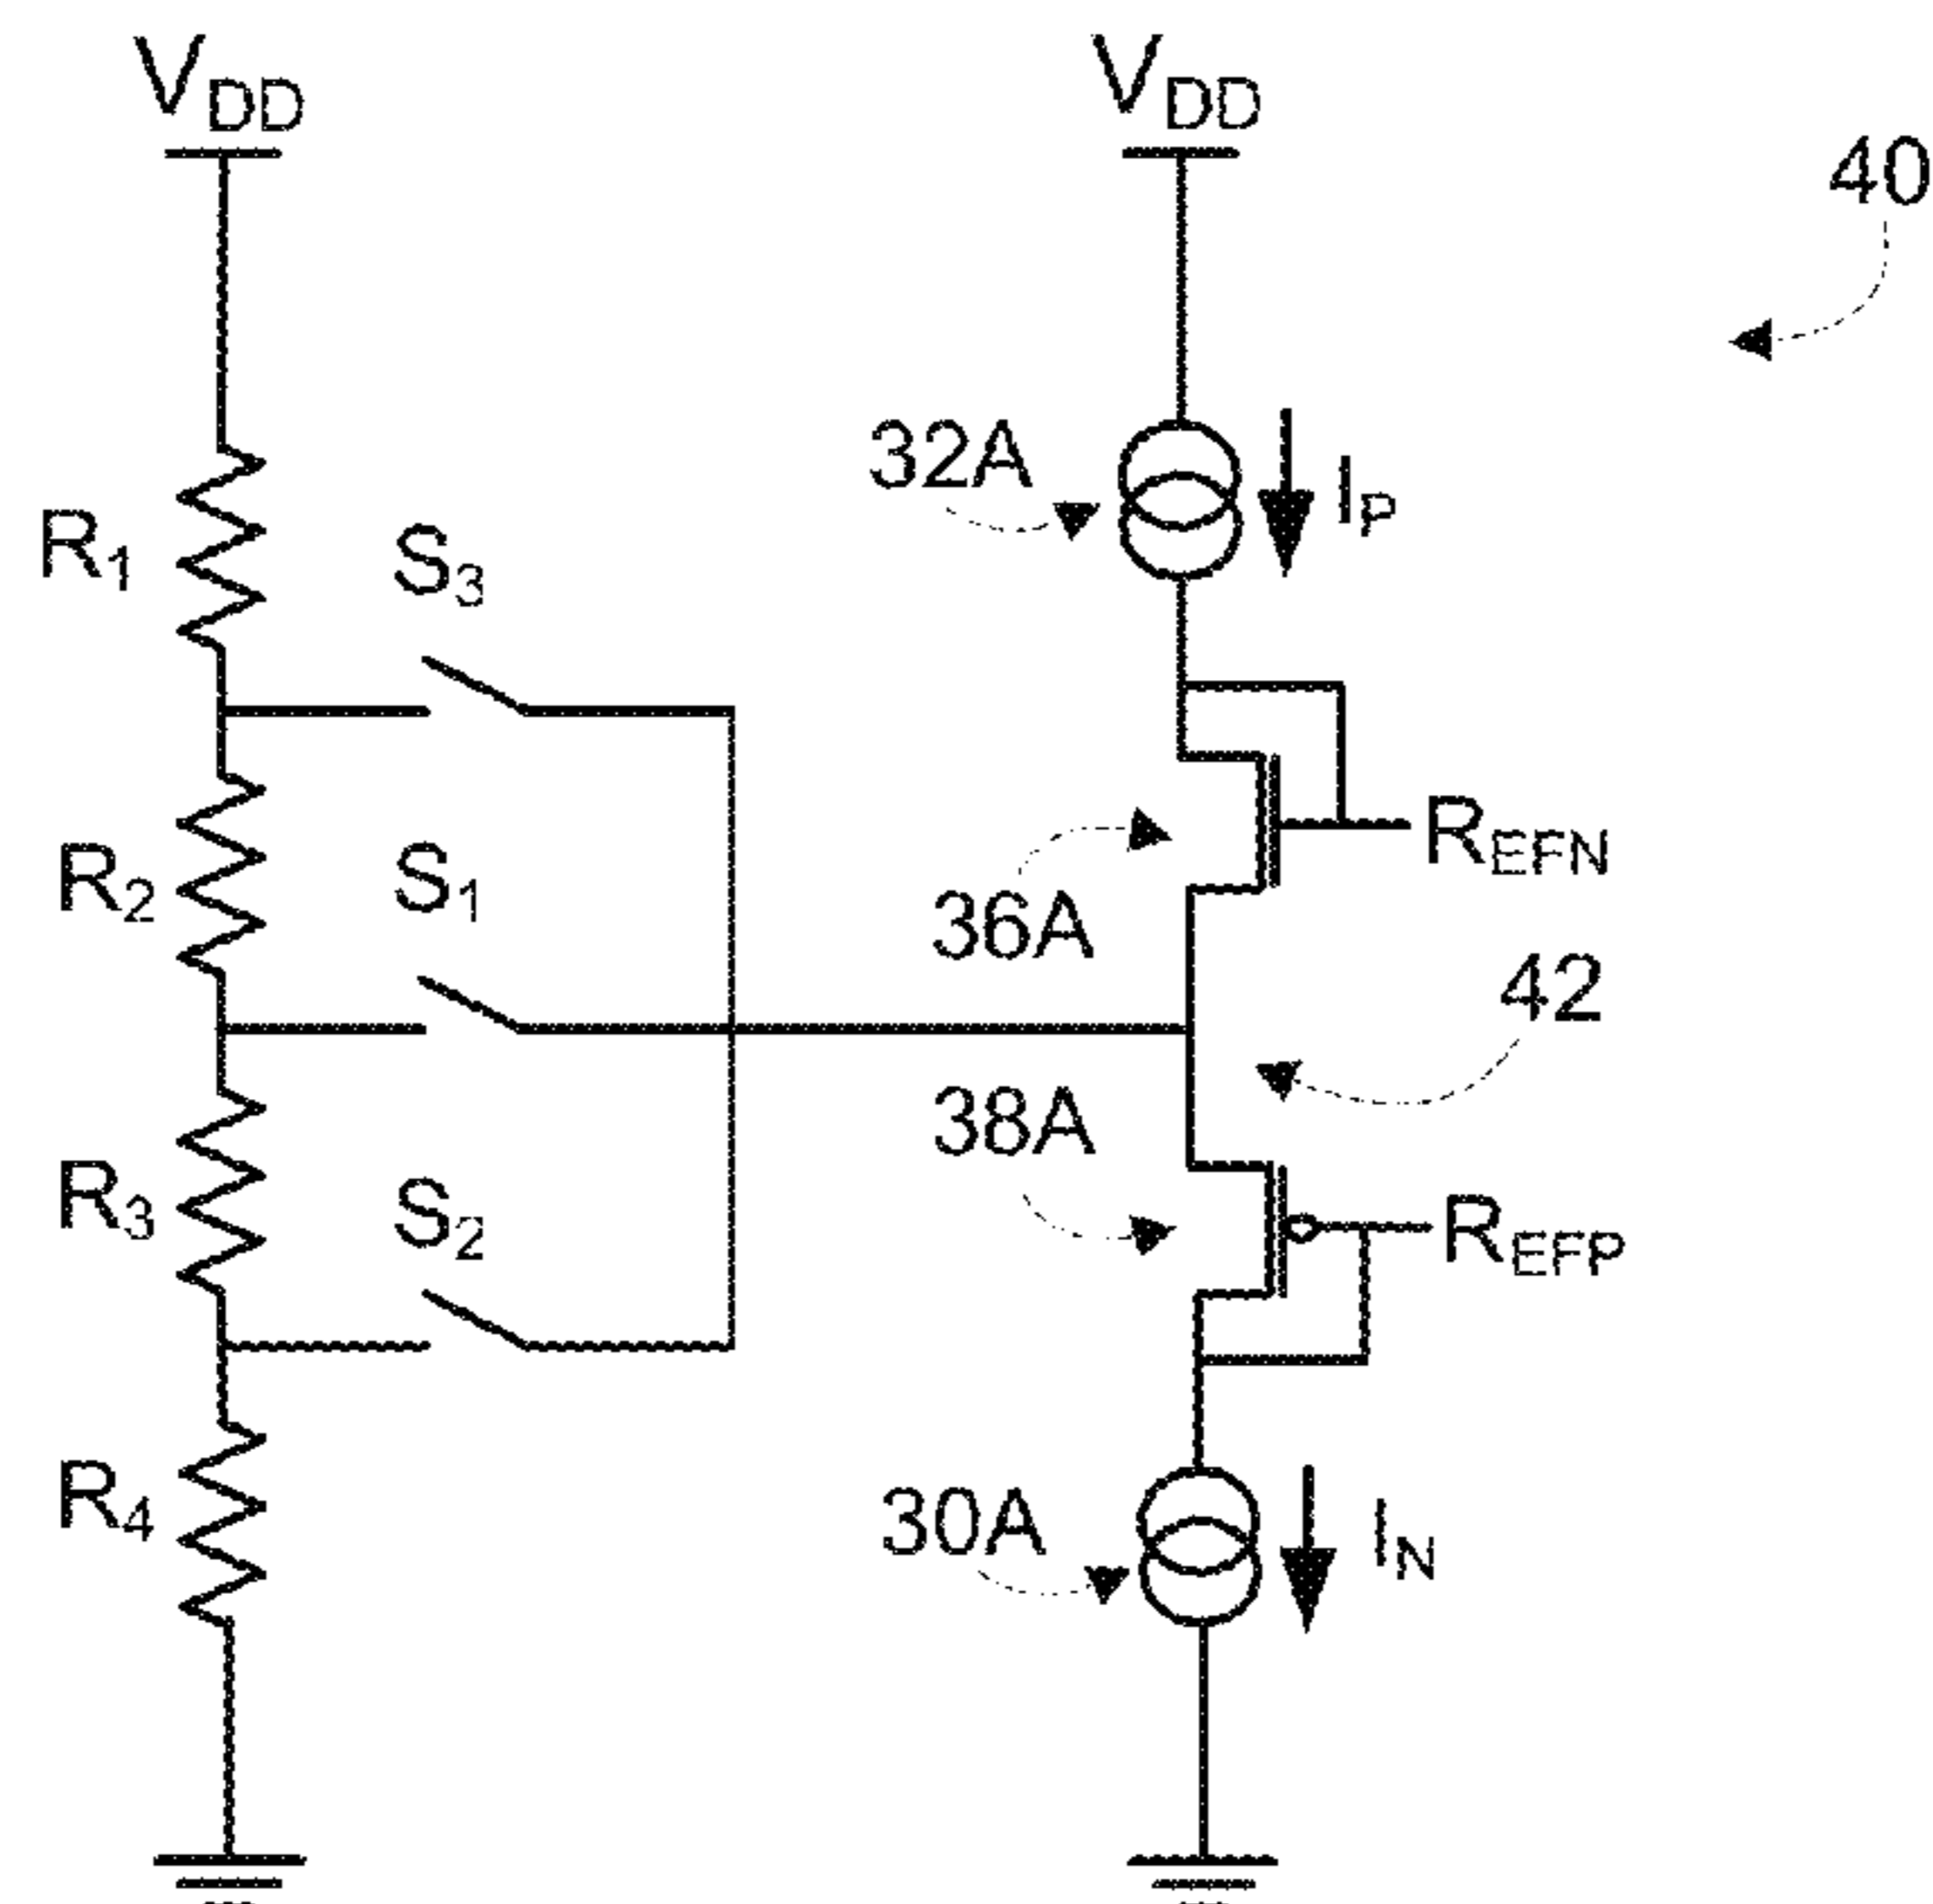 VDD
VDD
40
32A
IP
R1
S3
REFN
R2
S1
36A
42
38A
R3
S2
REFP
R4
30A
IN